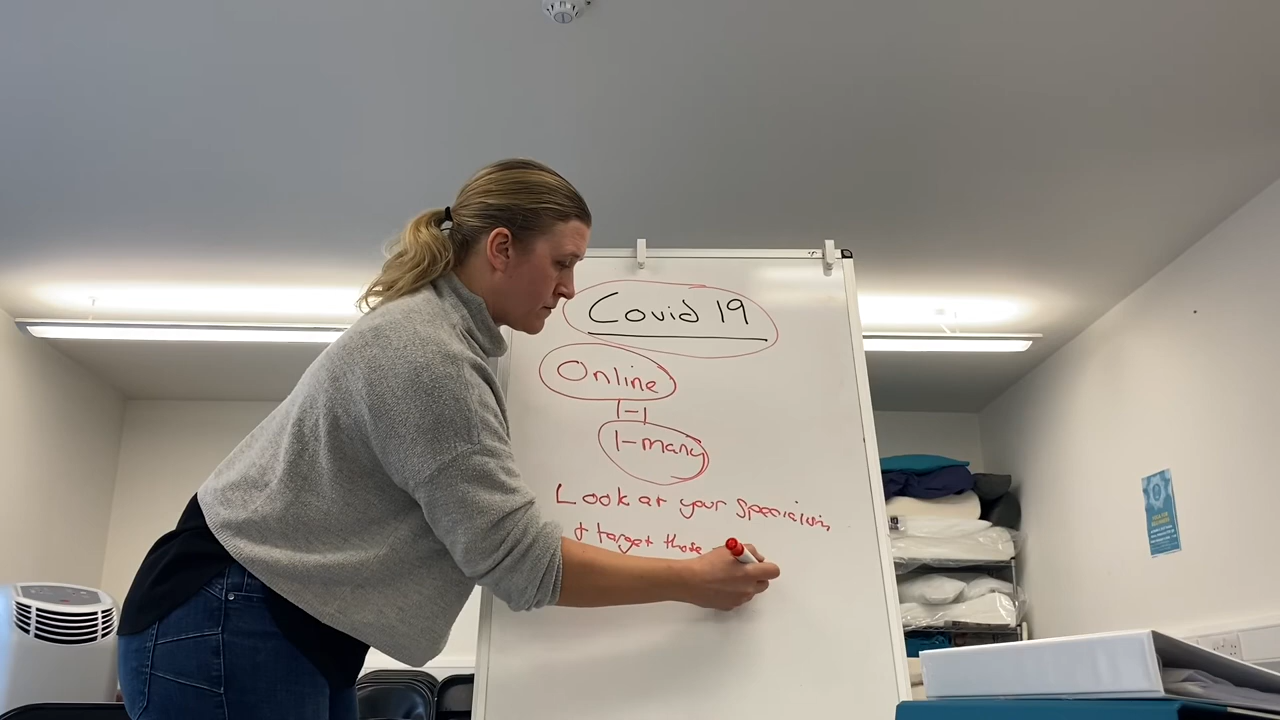 Covid 19
Online
1-1
1-many
Look at your specialism
& target those